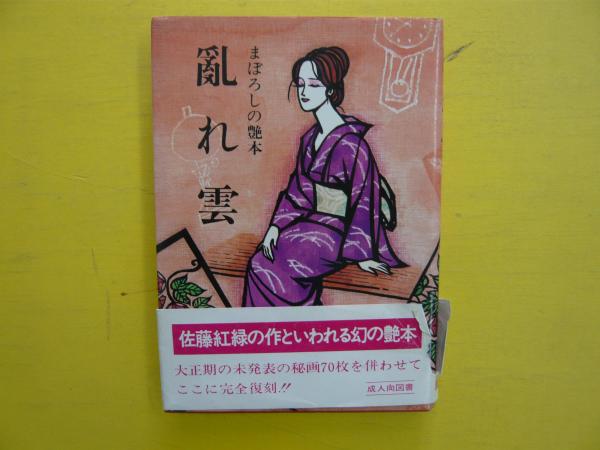 まぼろしの艶本
亂れ雲
佐藤紅緑の作といわれる幻の艶本
大正期の未発表の秘画70枚を併わせて
ここに完全復刻!!
成人向図書